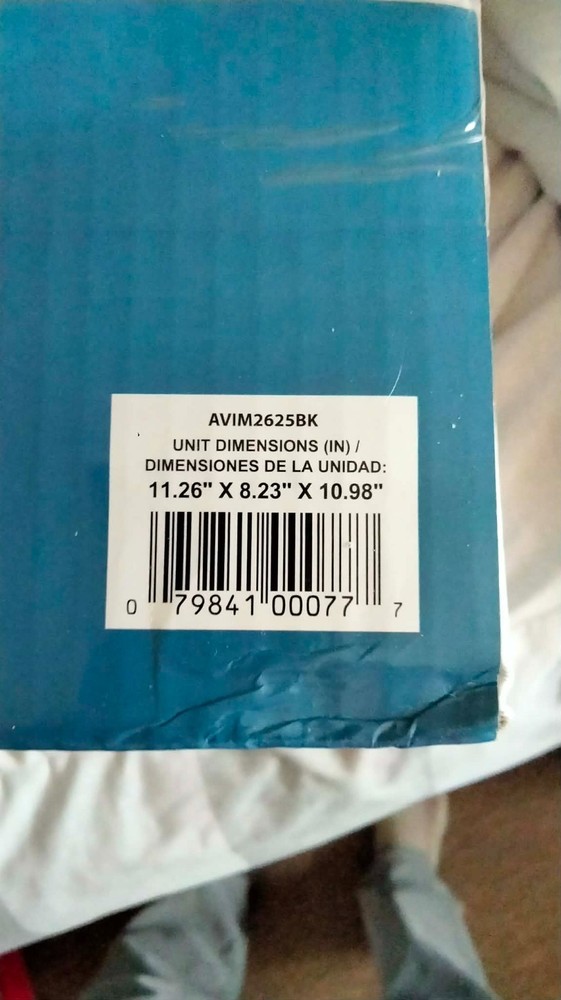 AVIM2625BK
UNIT DIMENSIONS (IN) /
DIMENSIONES DE LA UNIDAD:
11.26" X 8.23" X 10.98"
0 79841 00077 7